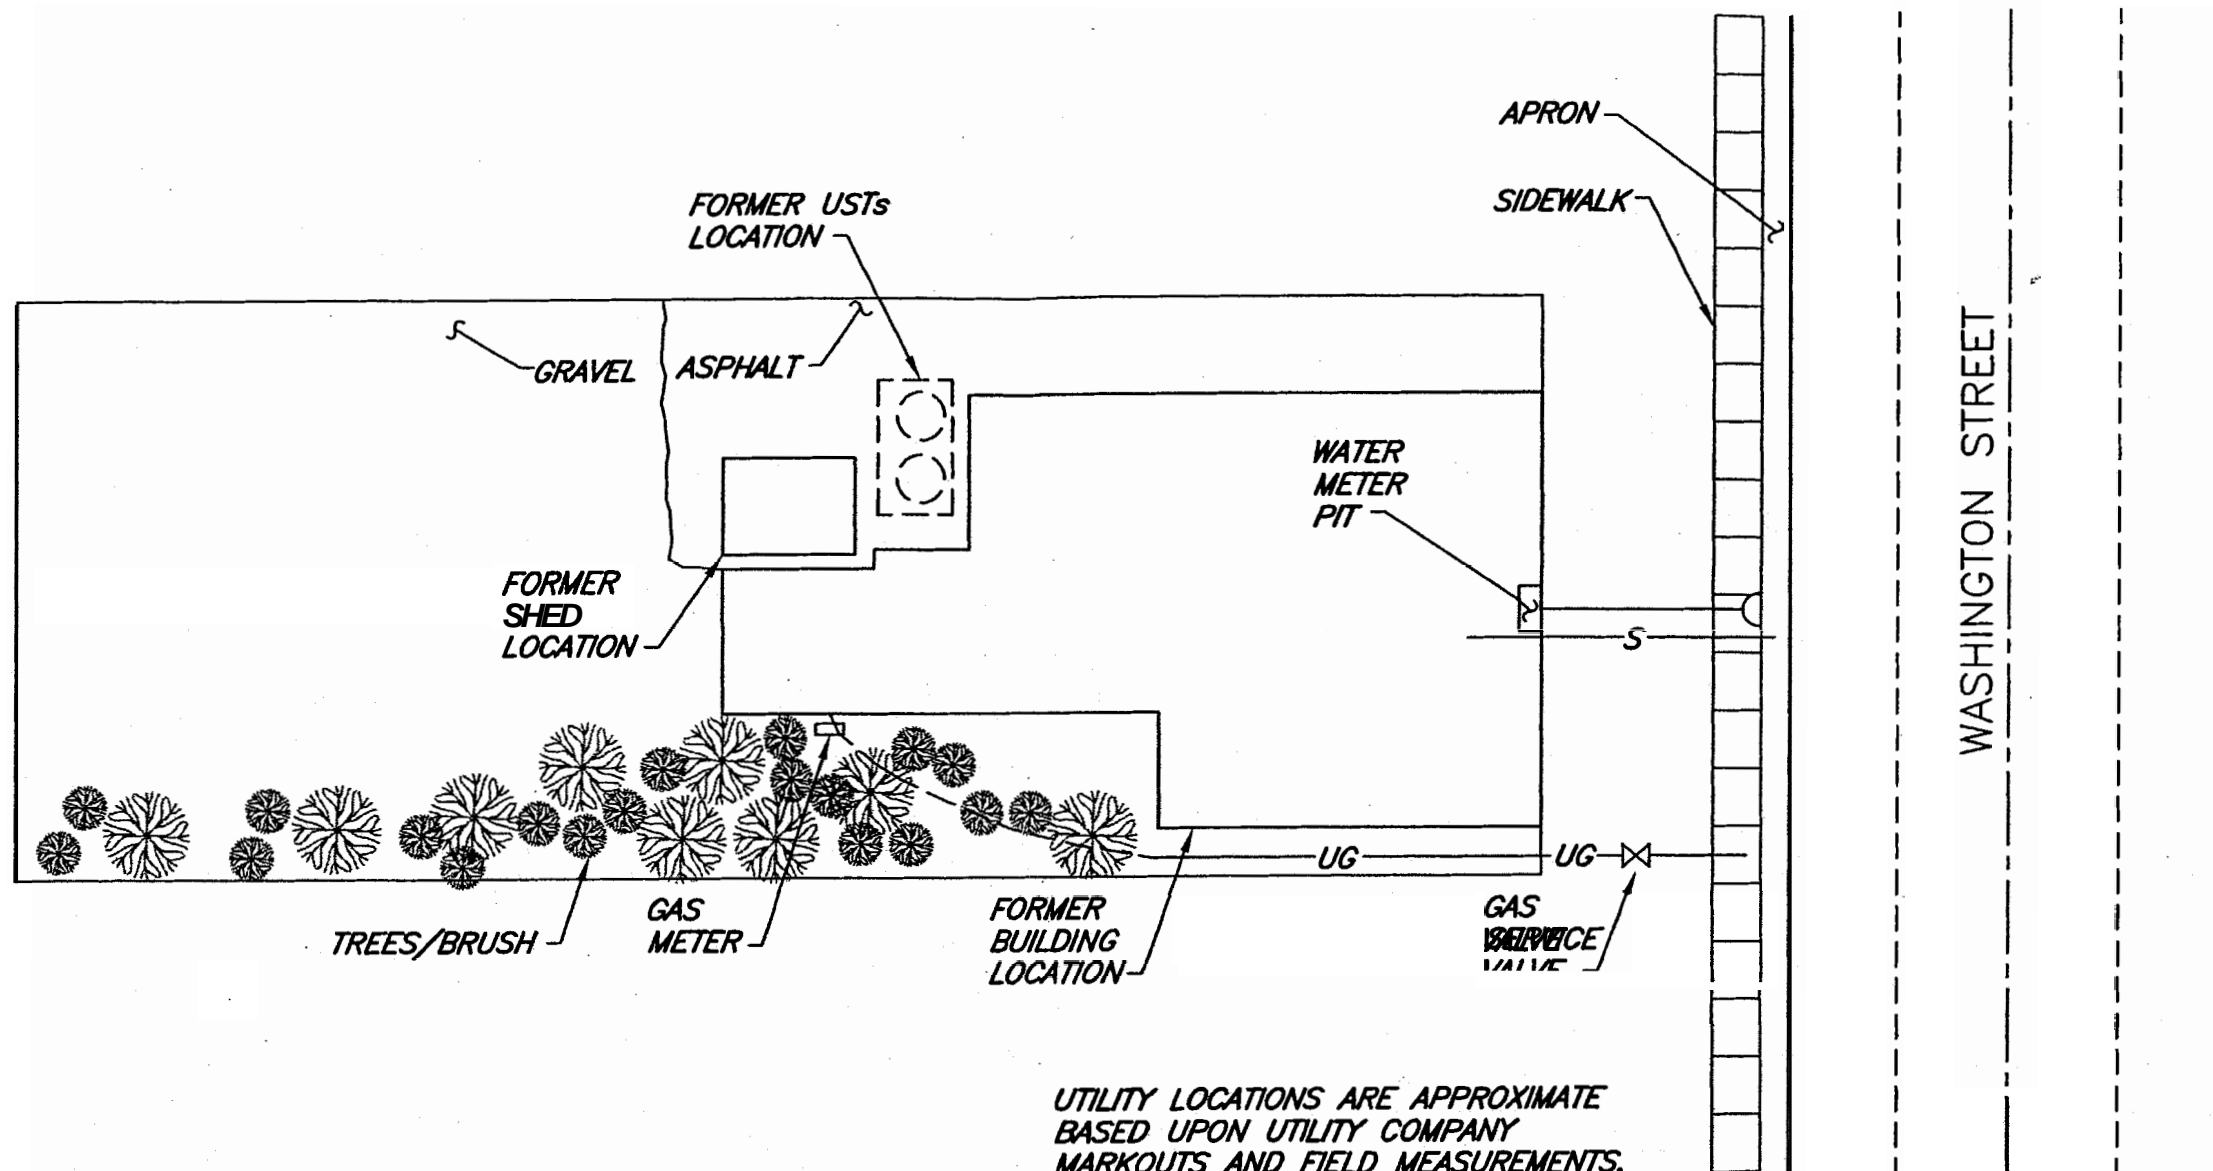 APRON
SIDEWALK
FORMER USTs
LOCATION
GRAVEL
ASPHALT
WATER
METER
PIT
WASHINGTON STREET
FORMER
SHED
LOCATION
S
UG
UG
TREES/BRUSH
GAS
METER
FORMER
BUILDING
LOCATION
GAS
VALVE
UTILITY LOCATIONS ARE APPROXIMATE
BASED UPON UTILITY COMPANY
MARKOUTS AND FIELD MEASUREMENTS.